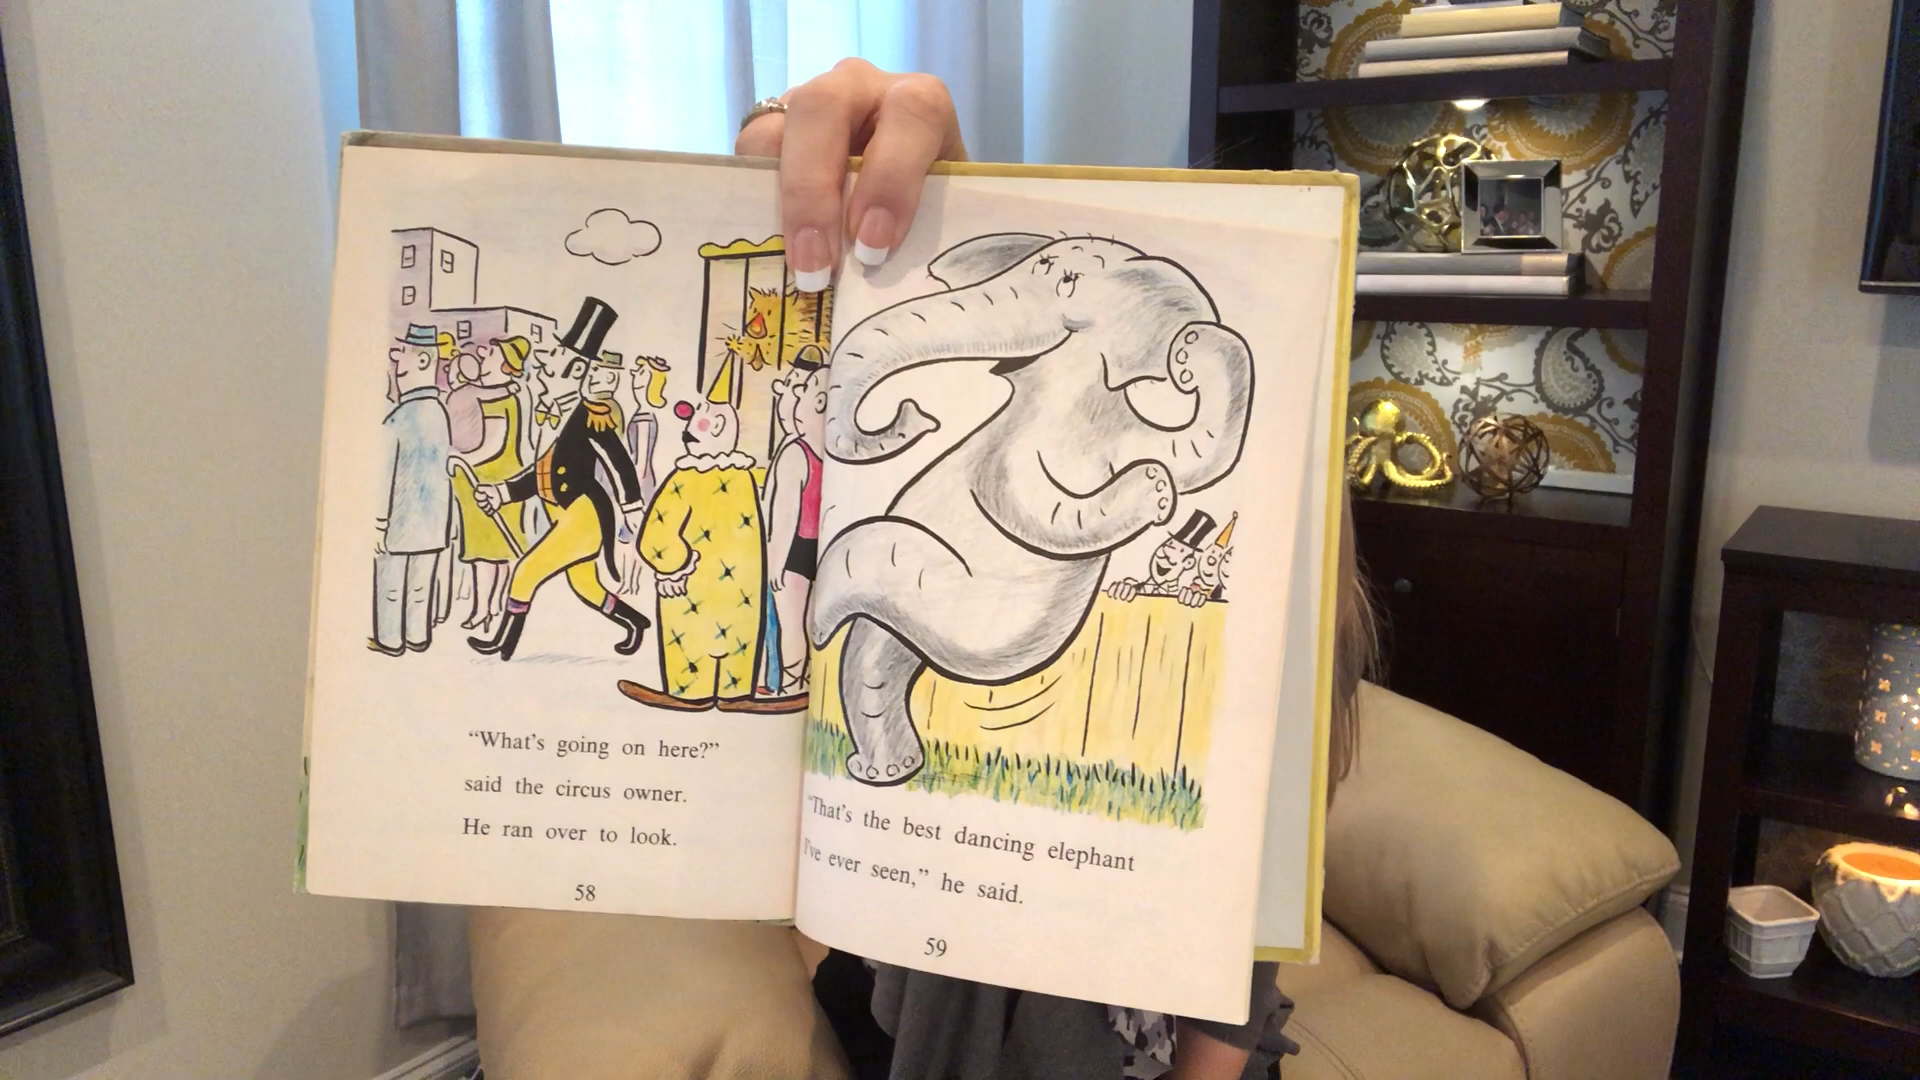 “What’s going on here?”
said the circus owner.
He ran over to look.
58
“That’s the best dancing elephant
I’ve ever seen,” he said.
59